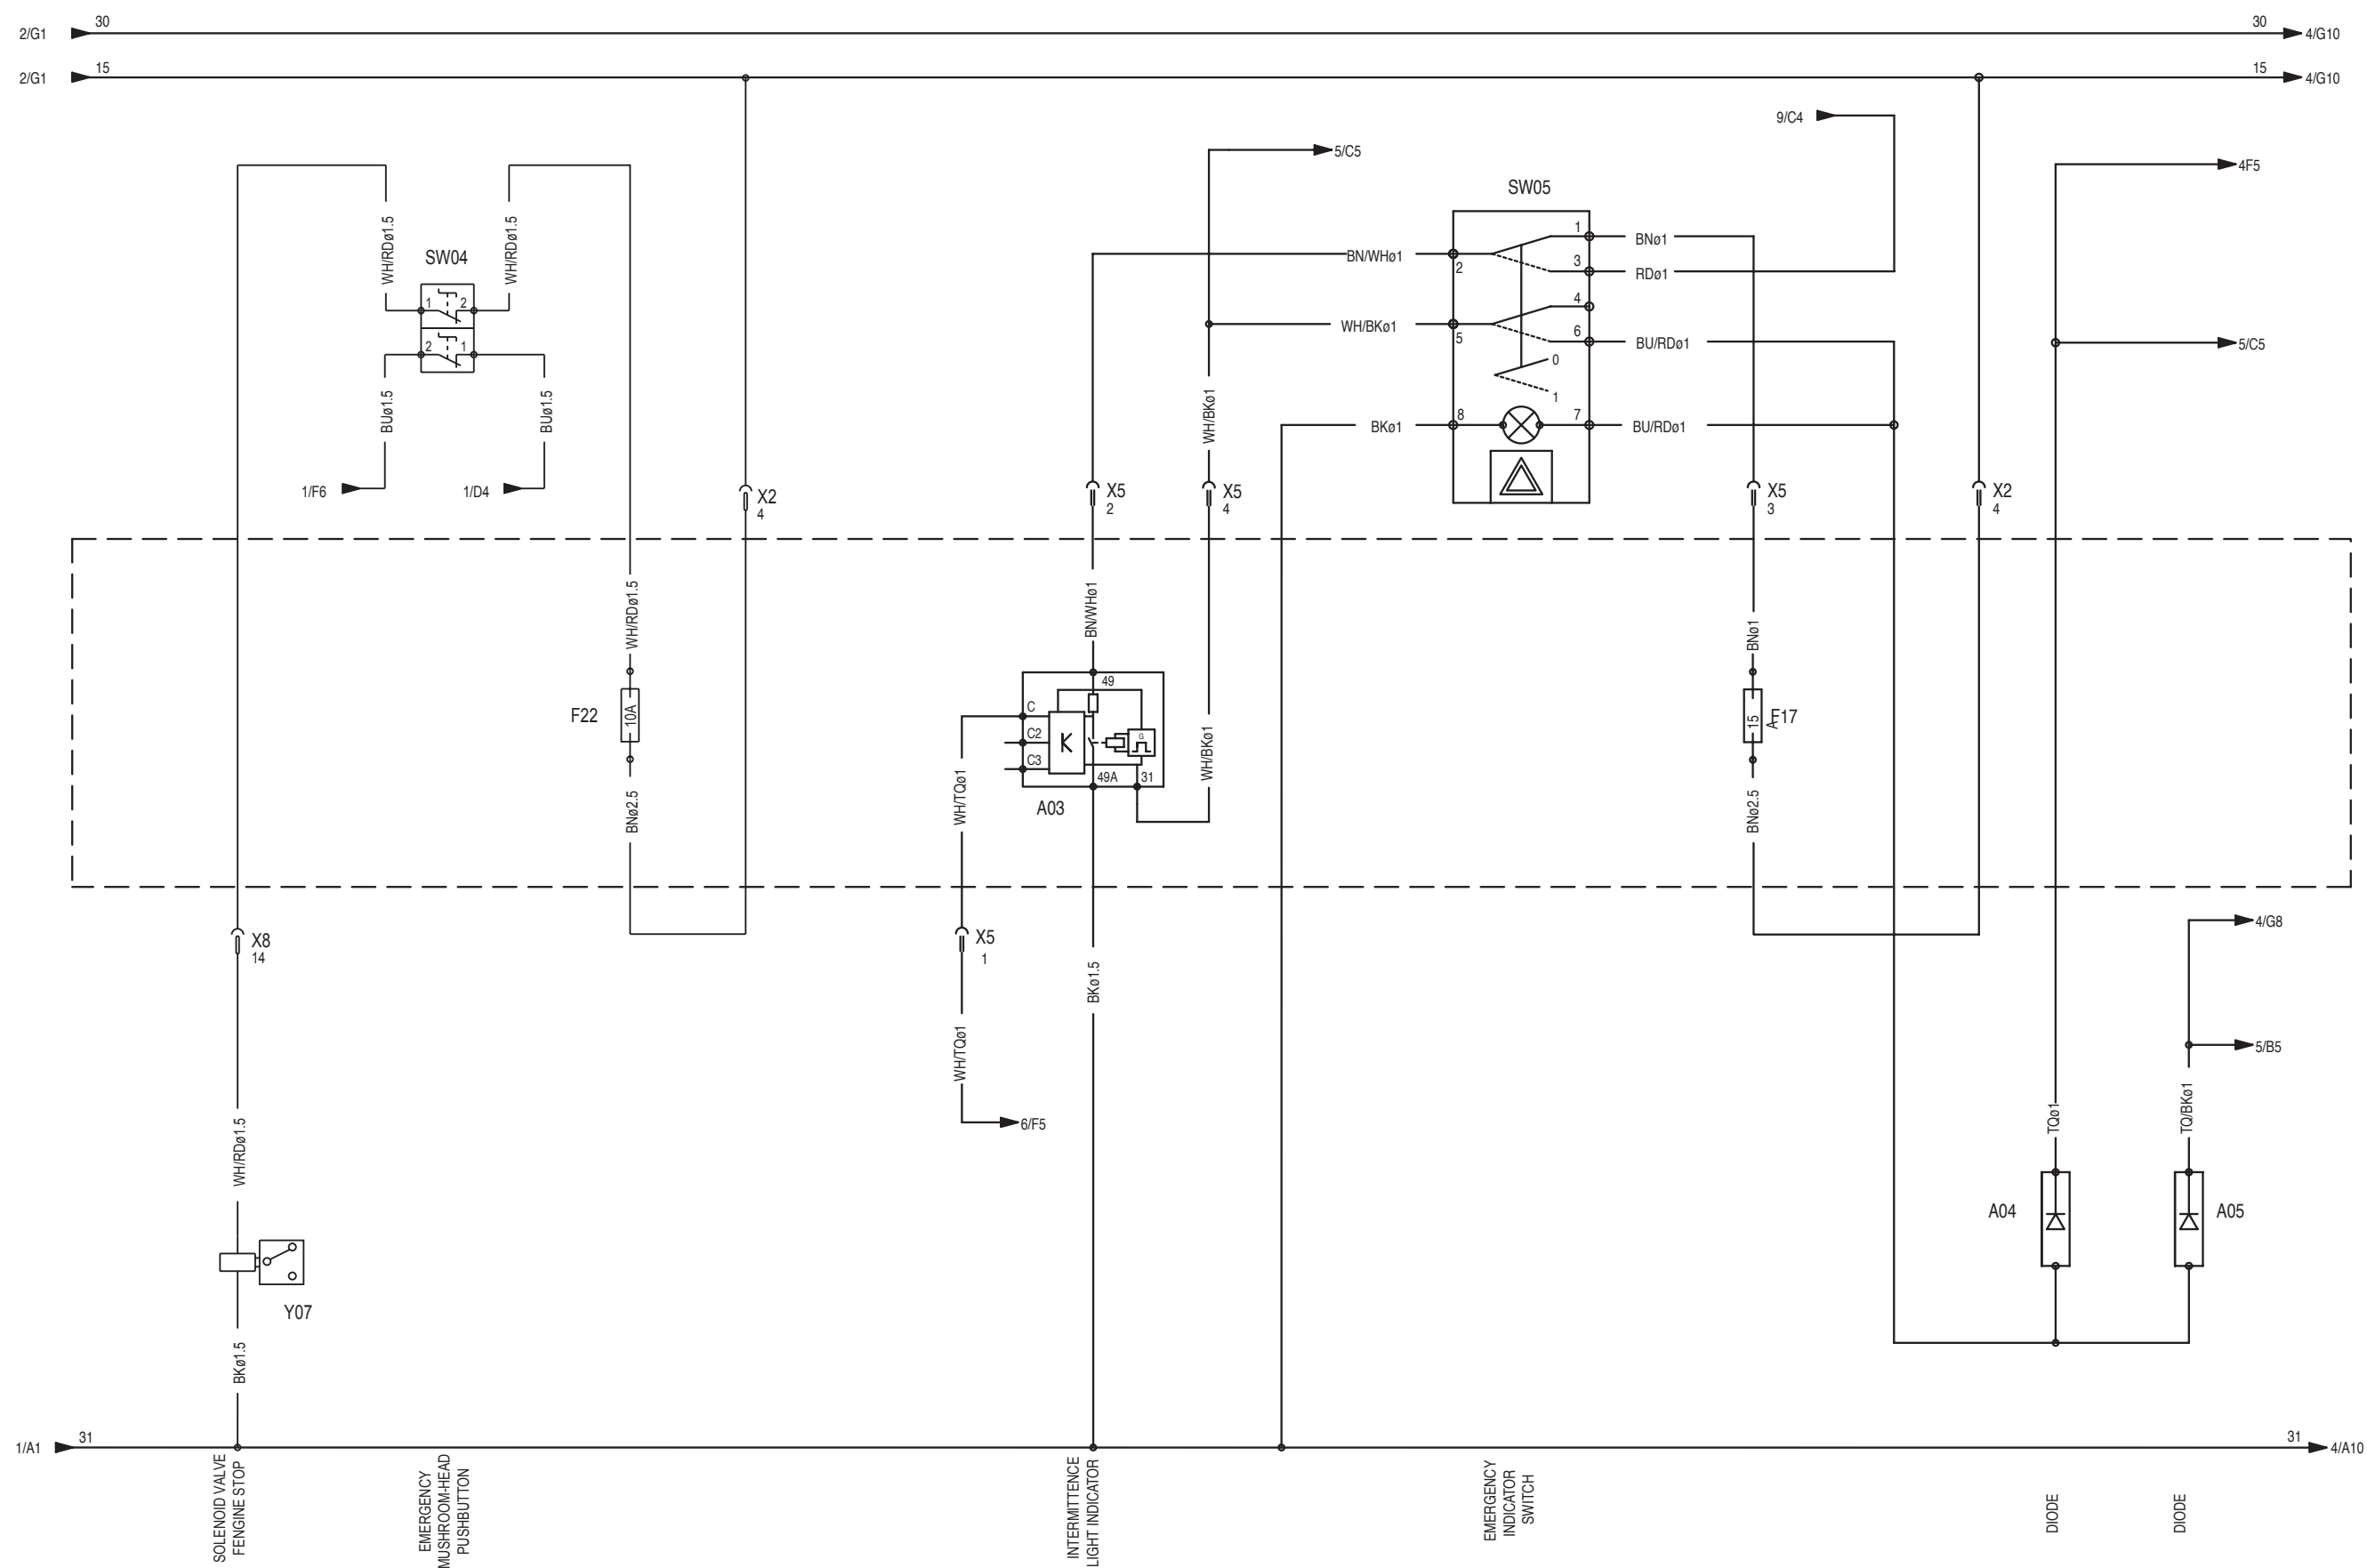 30
30
2/G1
4/G10
15
15
2/G1
4/G10
9/C4
5/C5
4F5
SW05
WH/RDø1.5
WH/RDø1.5
SW04
1
BNø1
BN/WHø1
2
3
RDø1
1
2
4
WH/BKø1
5
6
BU/RDø1
5/C5
2
1
0
1
BUø1.5
BUø1.5
WH/BKø1
BKø1
8
7
BU/RDø1
1/F6
1/D4
X2
4
X5
2
X5
4
X5
3
X2
4
WH/RDø1.5
BN/WHø1
BNø1
49
C
C2
C3
K
G
49A
31
A03
F22
10A
15
A
F17
WH/TQø1
WH/BKø1
BNø2.5
BNø2.5
X8
14
X5
1
4/G8
BKø1.5
5/B5
WH/TQø1
6/F5
TQø1
TQ/BKø1
WH/RDø1.5
A04
A05
Y07
BKø1.5
31
31
1/A1
4/A10
SOLENOID VALVE
FENGINE STOP
EMERGENCY
MUSHROOM-HEAD
PUSHBUTTON
INTERMITTENCE
LIGHT INDICATOR
EMERGENCY
INDICATOR
SWITCH
DIODE
DIODE